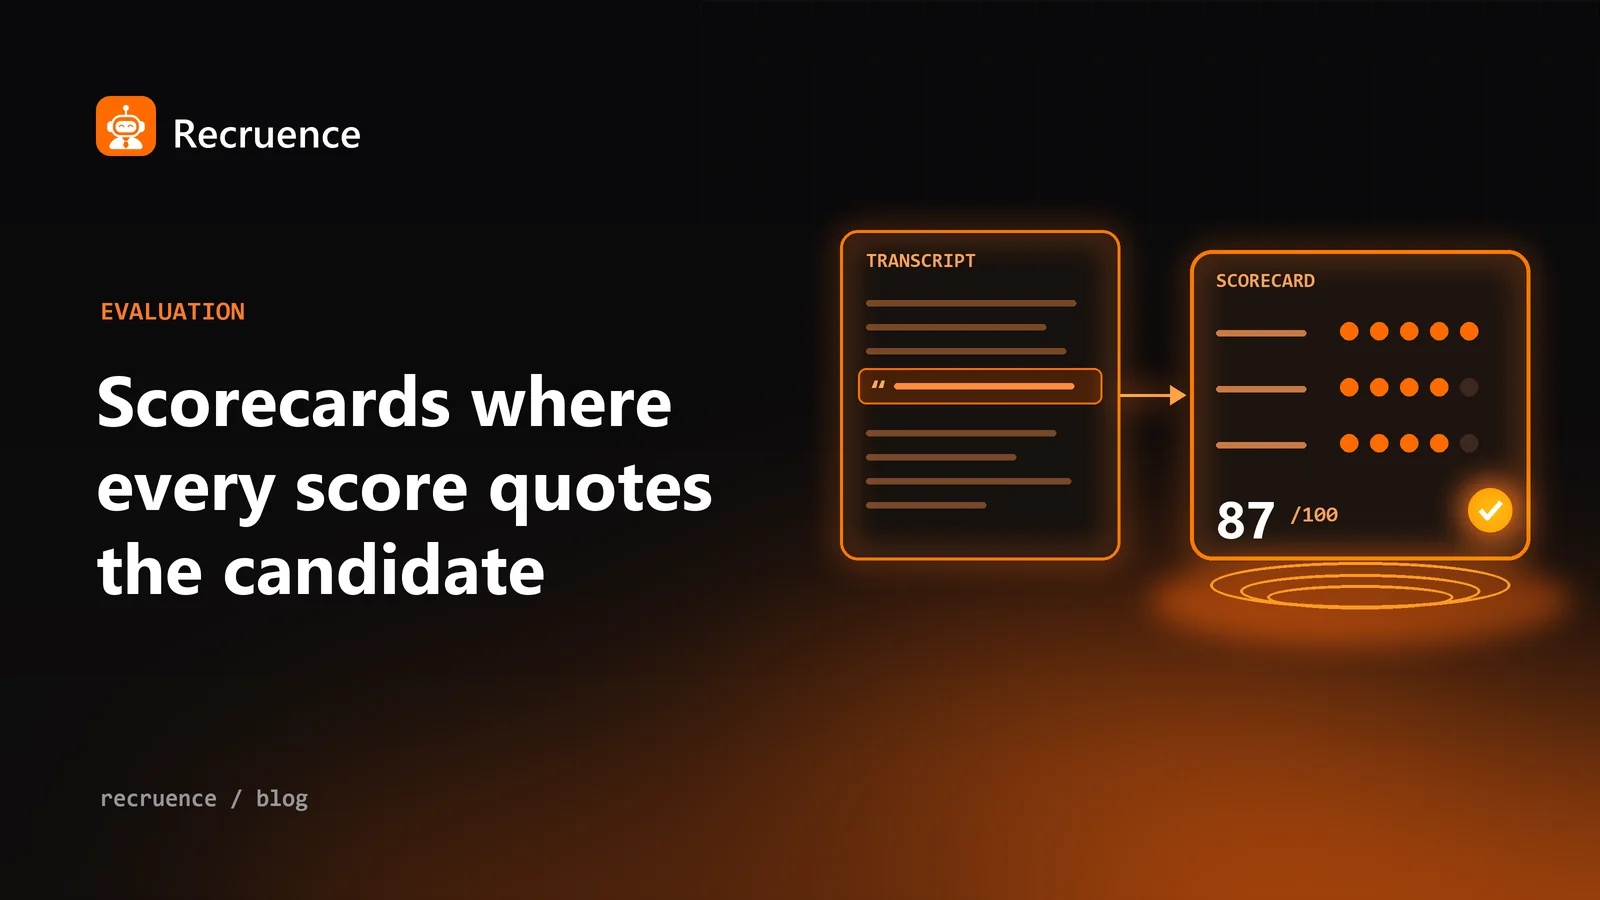 Recruence
EVALUATION
Scorecards where
every score quotes
the candidate
recruence / blog
TRANSCRIPT
“
SCORECARD
87 /100